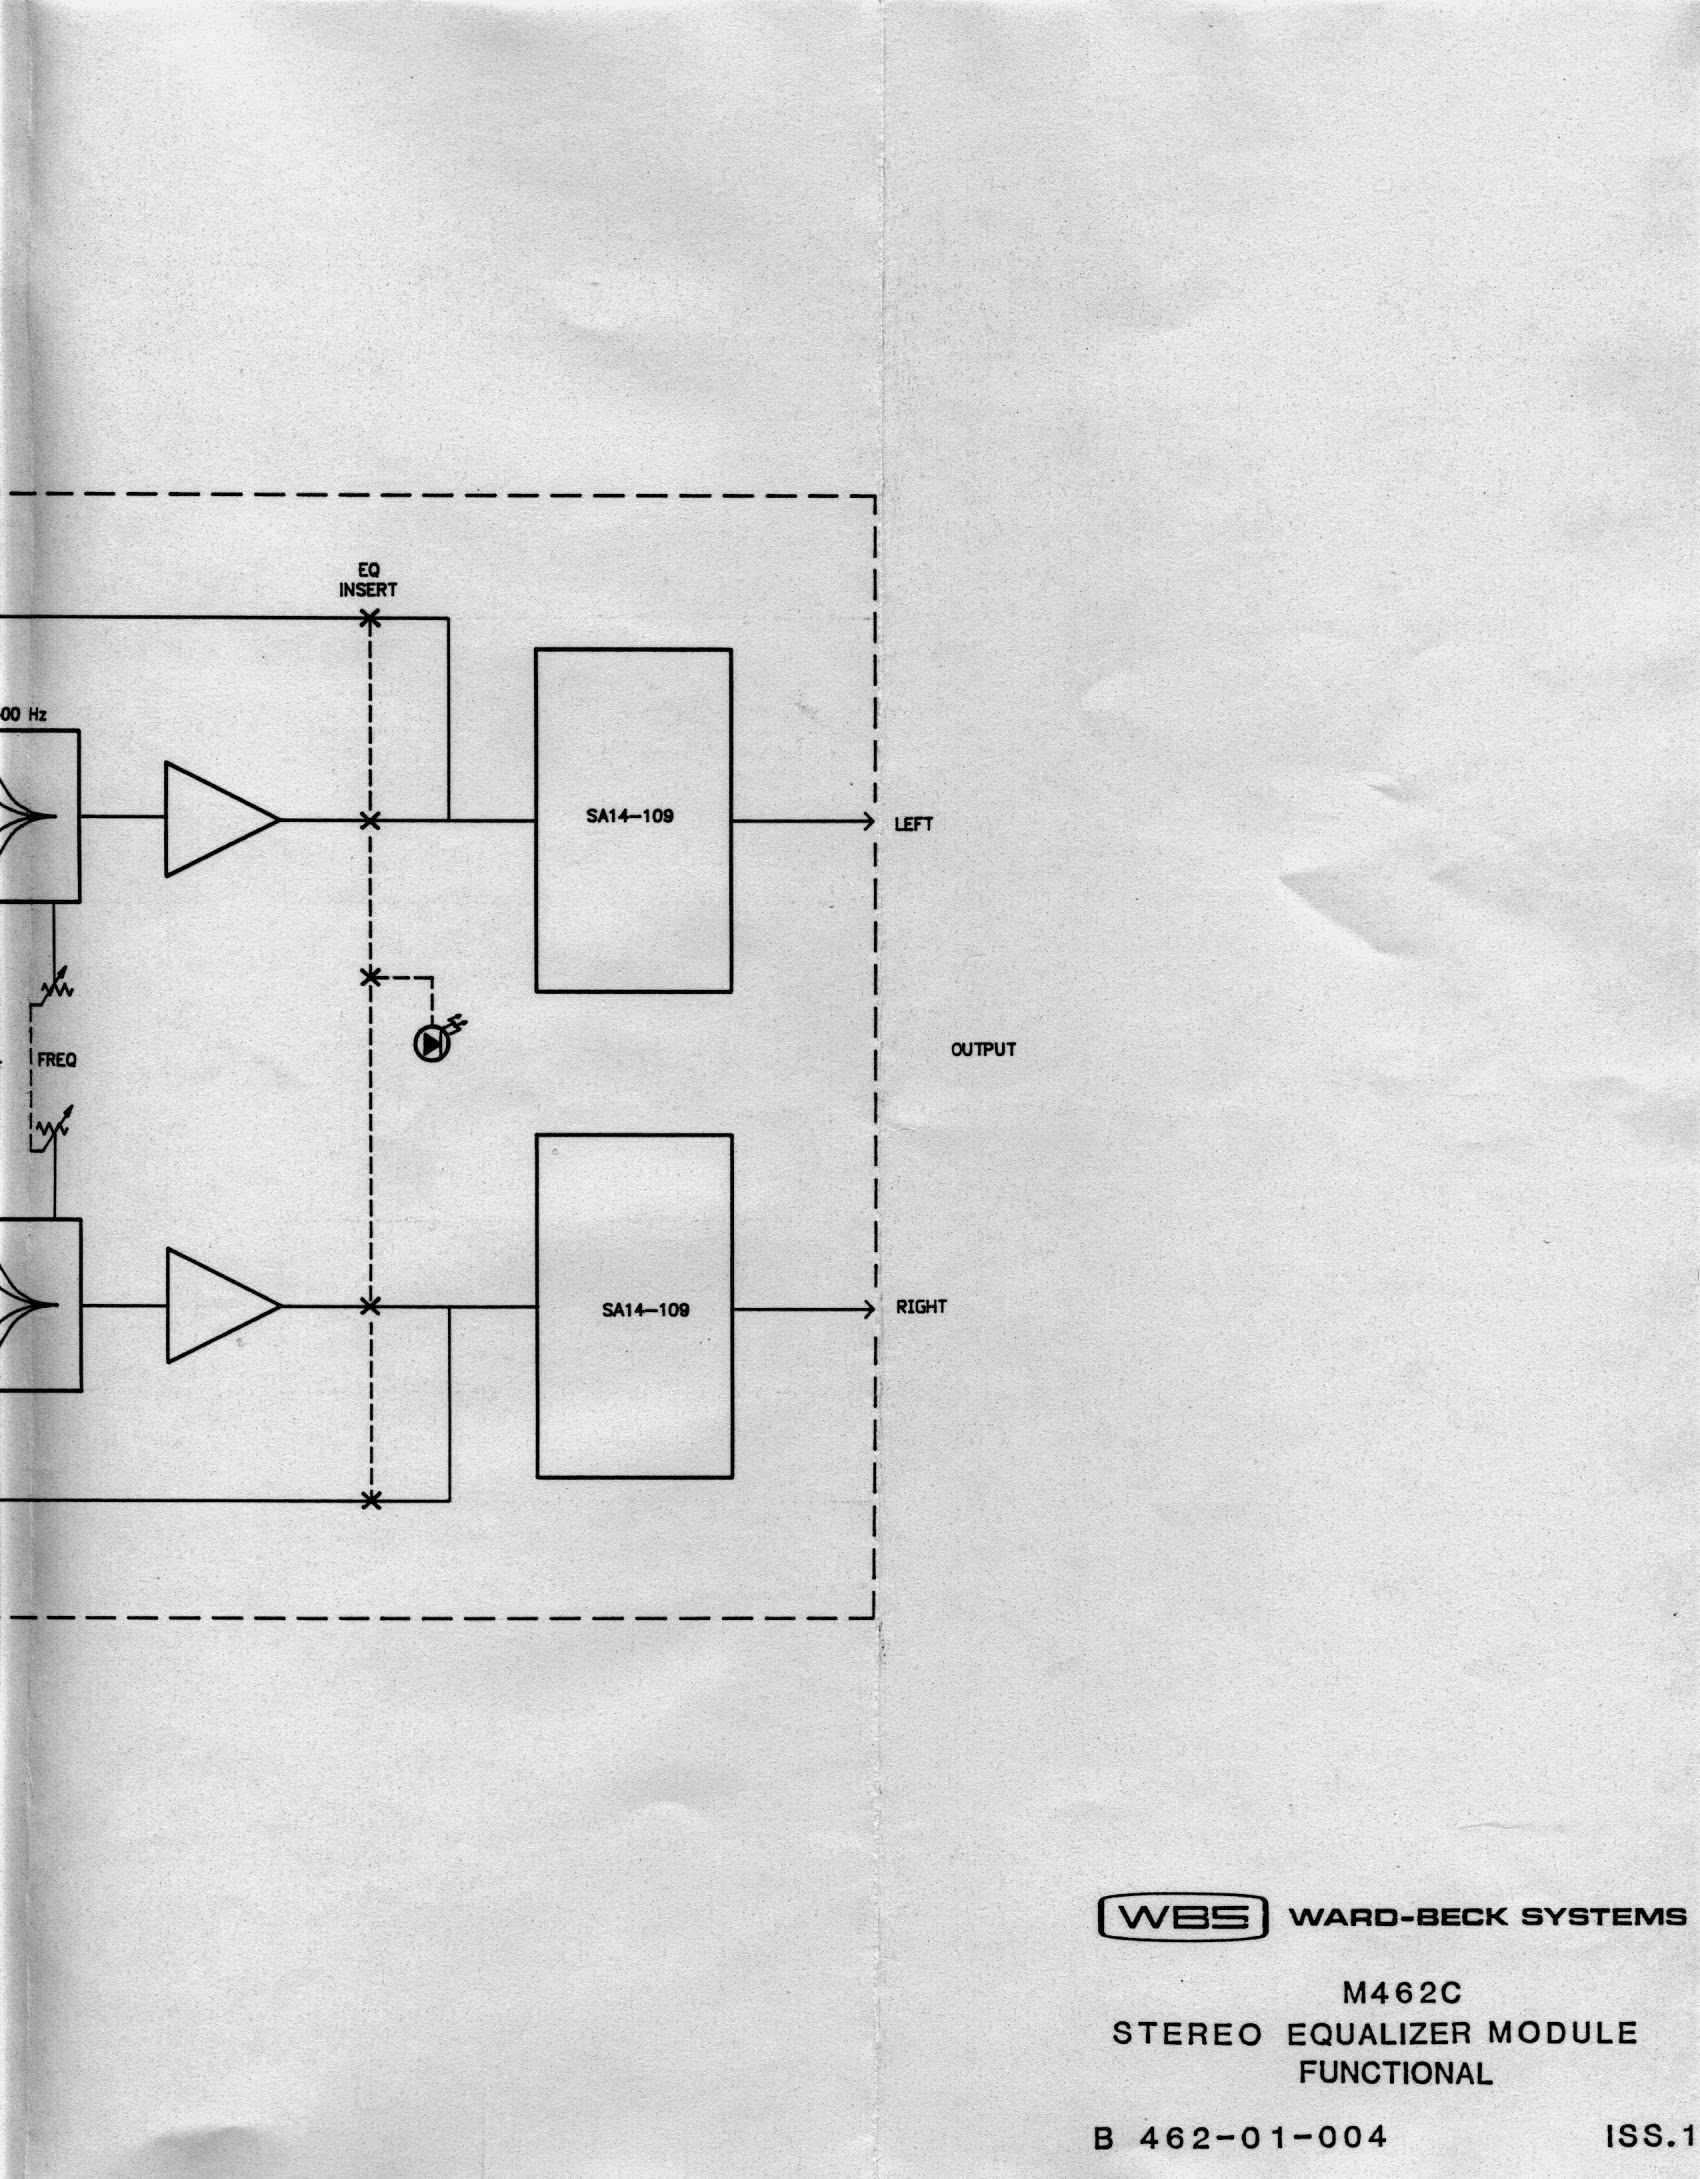 EQ
INSERT
00 Hz
SA14-109
LEFT
OUTPUT
FREQ
SA14-109
RIGHT
WBS WARD-BECK SYSTEMS
M462C
STEREO EQUALIZER MODULE
FUNCTIONAL
B 462-01-004 ISS.1